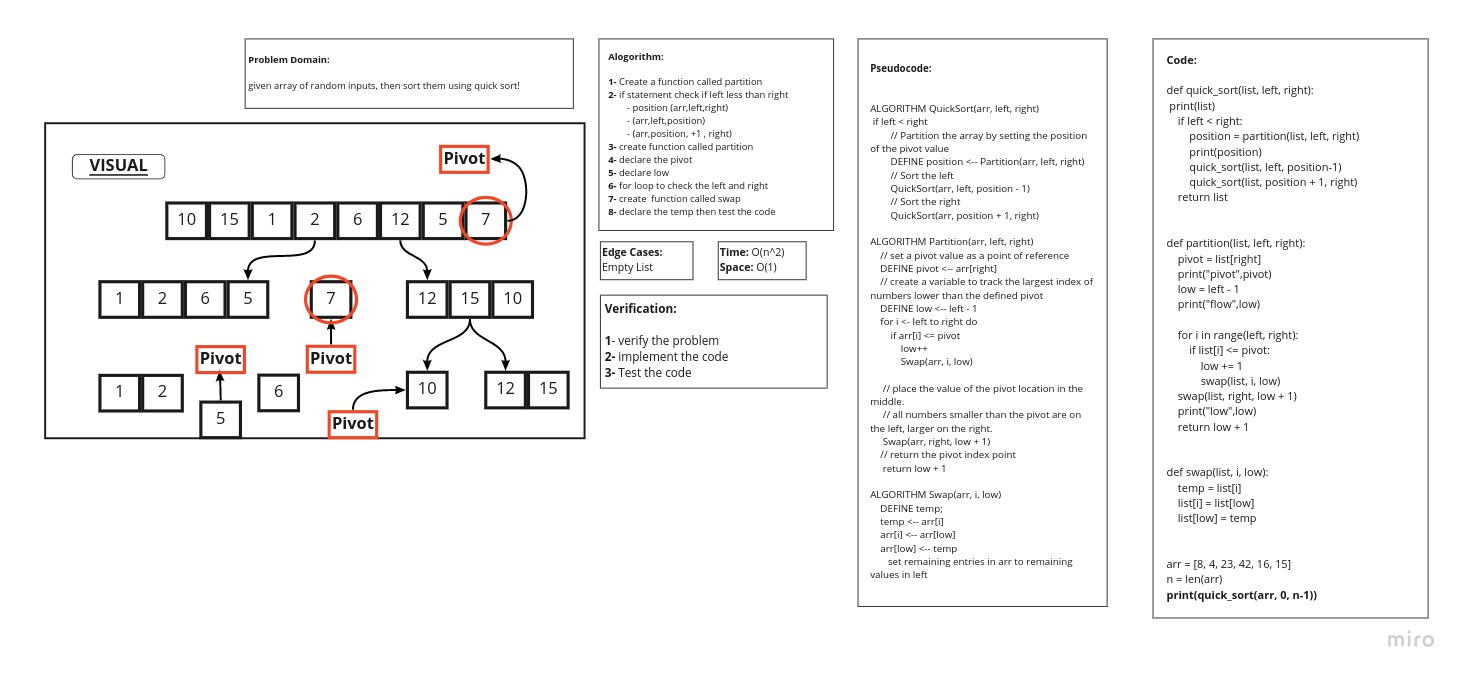 Problem Domain:
given array of random inputs, then sort them using quick sort!
VISUAL
Pivot
10 15 1 2 6 12 5 7
1 2 6 5 7 12 15 10
Pivot Pivot
1 2 6 10 12 15
5
Pivot
Alogorithm:
1- Create a function called partition
2- if statement check if left less than right
- position (arr,left,right)
- (arr,left,position)
- (arr,position, +1 , right)
3- create function called partition
4- declare the pivot
5- declare low
6- for loop to check the left and right
7- create function called swap
8- declare the temp then test the code
Edge Cases:
Empty List
Time: O(n^2)
Space: O(1)
Verification:
1- verify the problem
2- implement the code
3- Test the code
Pseudocode:
ALGORITHM QuickSort(arr, left, right)
if left < right
// Partition the array by setting the position
of the pivot value
DEFINE position <-- Partition(arr, left, right)
// Sort the left
QuickSort(arr, left, position - 1)
// Sort the right
QuickSort(arr, position + 1, right)
ALGORITHM Partition(arr, left, right)
// set a pivot value as a point of reference
DEFINE pivot <-- arr[right]
// create a variable to track the largest index of
numbers lower than the defined pivot
DEFINE low <-- left - 1
for i <- left to right do
if arr[i] <= pivot
low++
Swap(arr, i, low)
// place the value of the pivot location in the
middle.
// all numbers smaller than the pivot are on
the left, larger on the right.
Swap(arr, right, low + 1)
// return the pivot index point
return low + 1
ALGORITHM Swap(arr, i, low)
DEFINE temp;
temp <-- arr[i]
arr[i] <-- arr[low]
arr[low] <-- temp
set remaining entries in arr to remaining
values in left
Code:
def quick_sort(list, left, right):
print(list)
if left < right:
position = partition(list, left, right)
print(position)
quick_sort(list, left, position-1)
quick_sort(list, position + 1, right)
return list
def partition(list, left, right):
pivot = list[right]
print("pivot",pivot)
low = left - 1
print("flow",low)
for i in range(left, right):
if list[i] <= pivot:
low += 1
swap(list, i, low)
swap(list, right, low + 1)
print("low",low)
return low + 1
def swap(list, i, low):
temp = list[i]
list[i] = list[low]
list[low] = temp
arr = [8, 4, 23, 42, 16, 15]
n = len(arr)
print(quick_sort(arr, 0, n-1))
miro